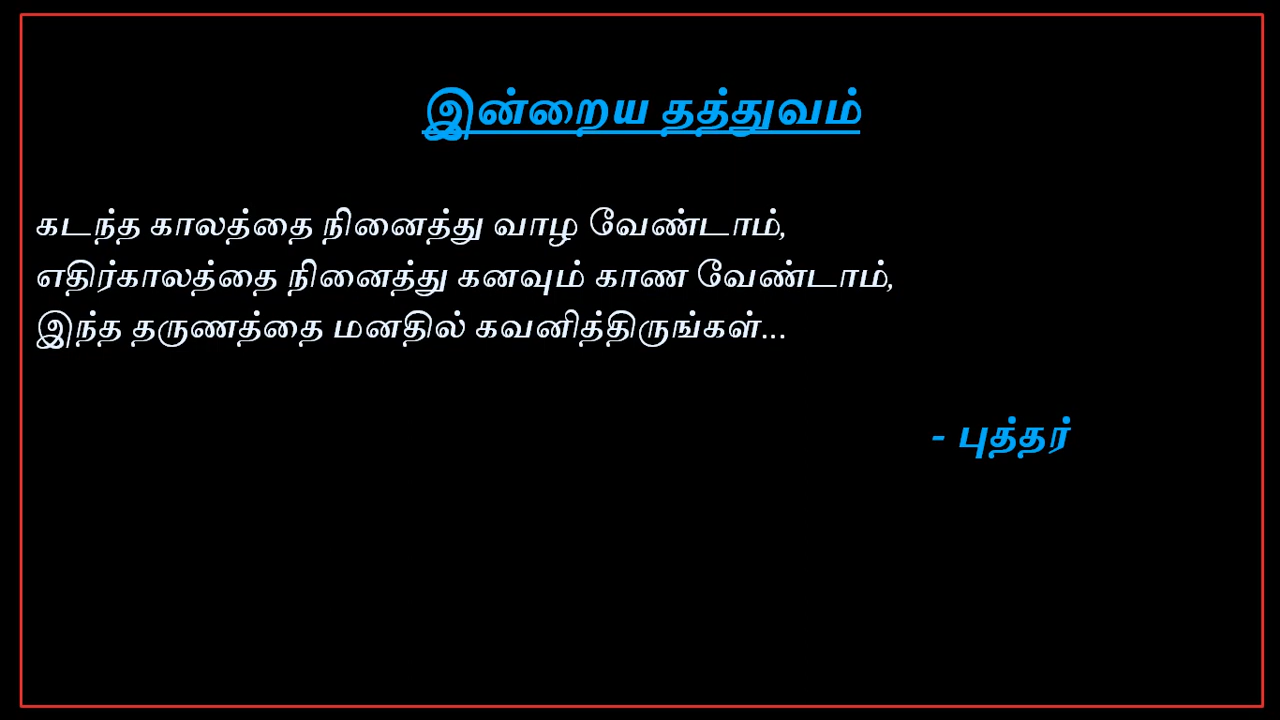 இன்றைய தத்துவம்
கடந்த காலத்தை நினைத்து வாழ வேண்டாம்,
எதிர்காலத்தை நினைத்து கனவும் காண வேண்டாம்,
இந்த தருணத்தை மனதில் கவனித்திருங்கள்...
- புத்தர்